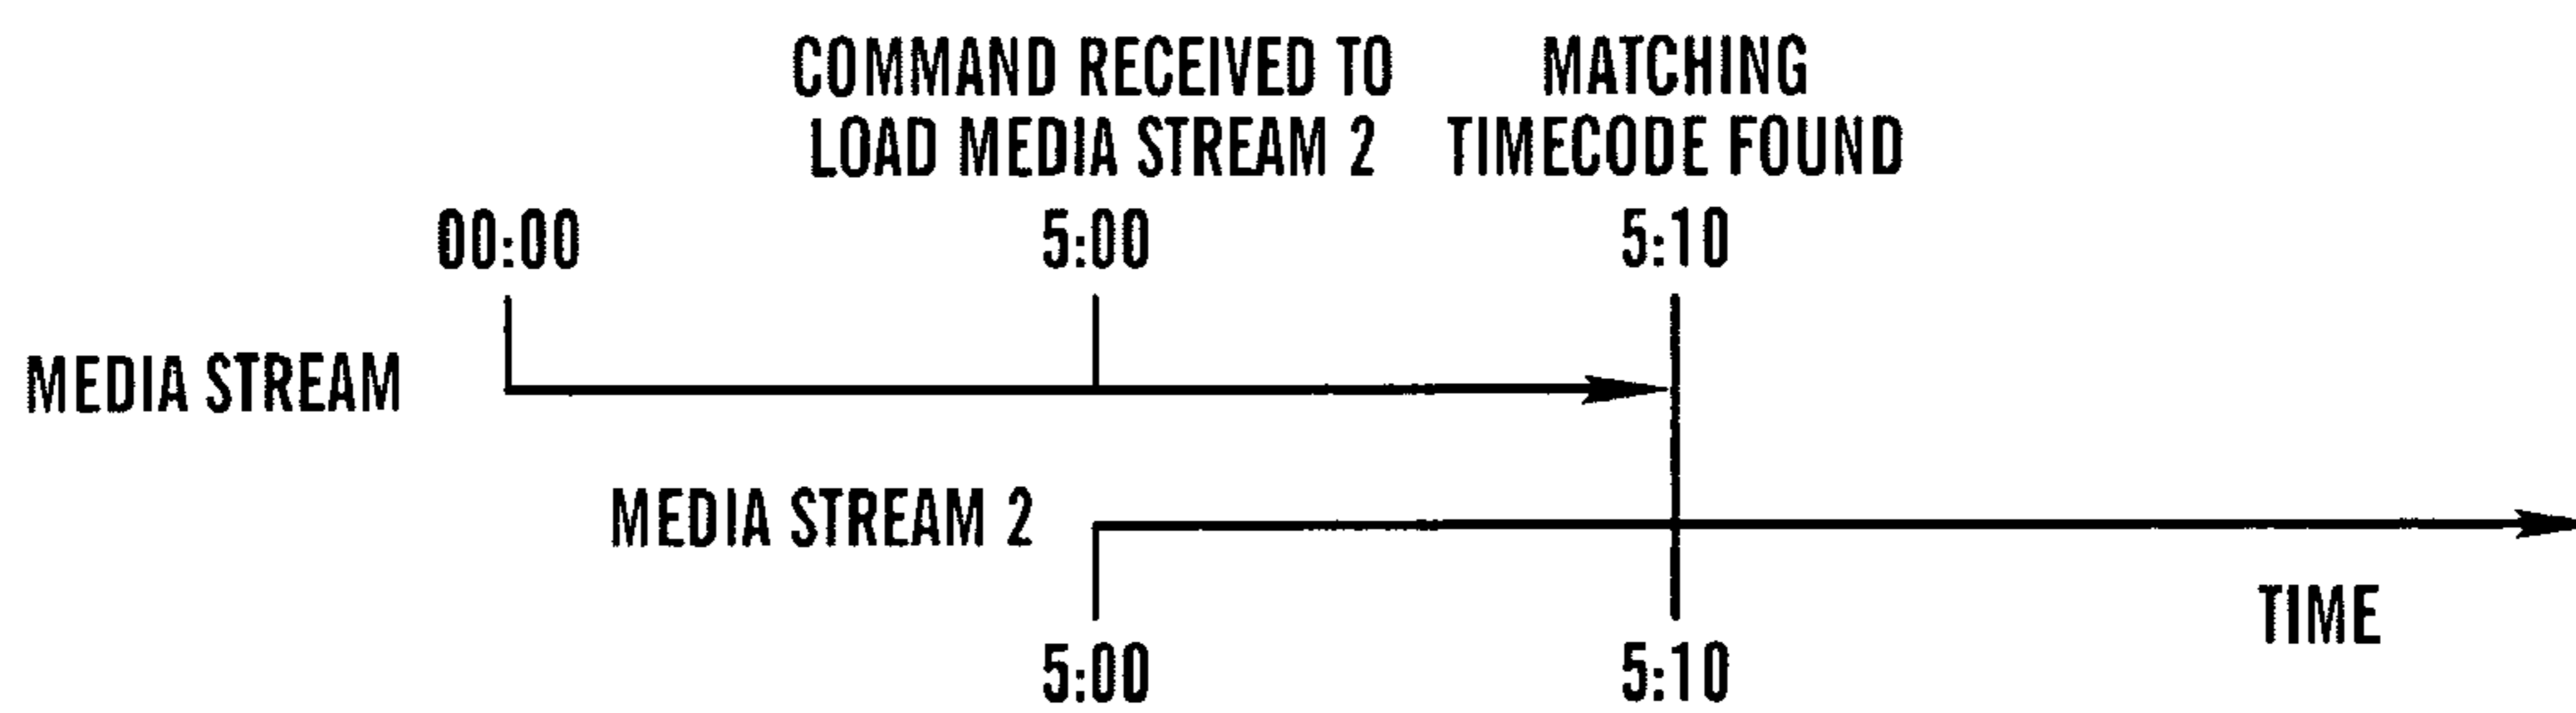 COMMAND RECEIVED TO
LOAD MEDIA STREAM 2
MATCHING
TIMECODE FOUND
00:00
5:00
5:10
MEDIA STREAM
MEDIA STREAM 2
TIME
5:00
5:10